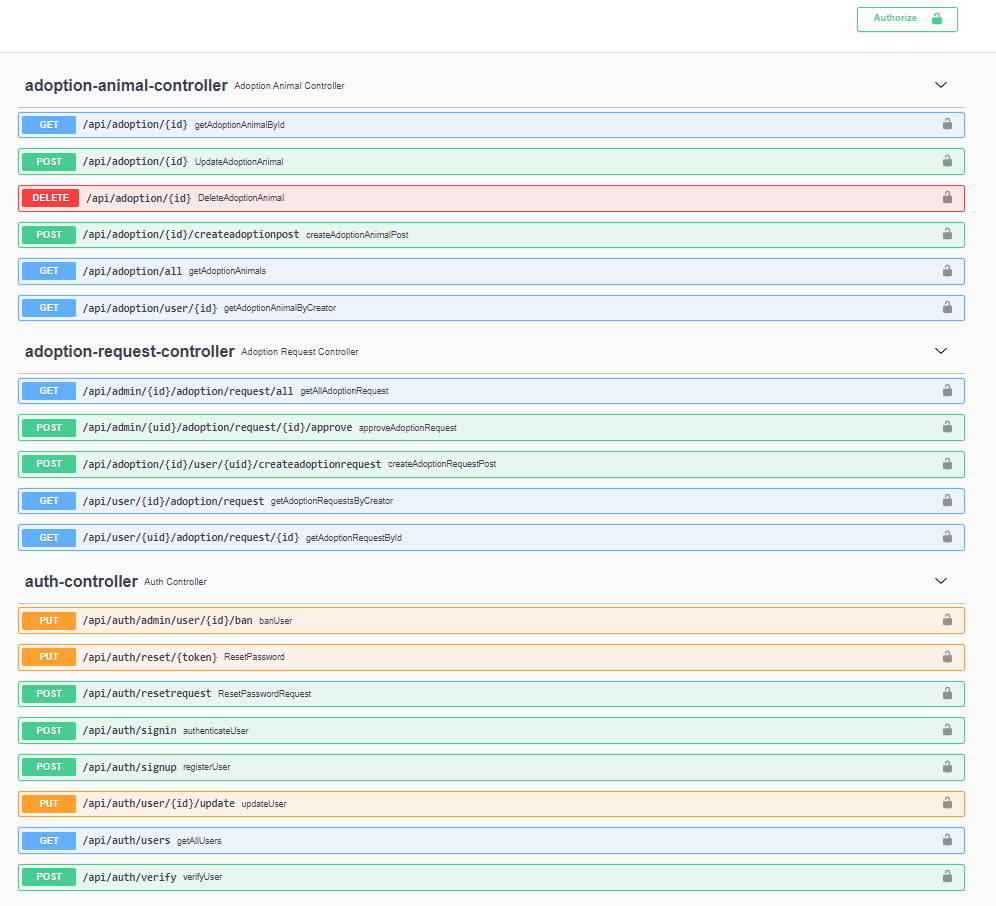 Authorize
adoption-animal-controller Adoption Animal Controller
GET /api/adoption/{id} getAdoptionAnimalById
POST /api/adoption/{id} UpdateAdoptionAnimal
DELETE /api/adoption/{id} DeleteAdoptionAnimal
POST /api/adoption/{id}/createadoptionpost createAdoptionAnimalPost
GET /api/adoption/all getAdoptionAnimals
GET /api/adoption/user/{id} getAdoptionAnimalByCreator
adoption-request-controller Adoption Request Controller
GET /api/admin/{id}/adoption/request/all getAllAdoptionRequest
POST /api/admin/{uid}/adoption/request/{id}/approve approveAdoptionRequest
POST /api/adoption/{id}/user/{uid}/createadoptionrequest createAdoptionRequestPost
GET /api/user/{id}/adoption/request getAdoptionRequestsByCreator
GET /api/user/{uid}/adoption/request/{id} getAdoptionRequestById
auth-controller Auth Controller
PUT /api/auth/admin/user/{id}/ban banUser
PUT /api/auth/reset/{token} ResetPassword
POST /api/auth/resetrequest ResetPasswordRequest
POST /api/auth/signin authenticateUser
POST /api/auth/signup registerUser
PUT /api/auth/user/{id}/update updateUser
GET /api/auth/users getAllUsers
POST /api/auth/verify verifyUser